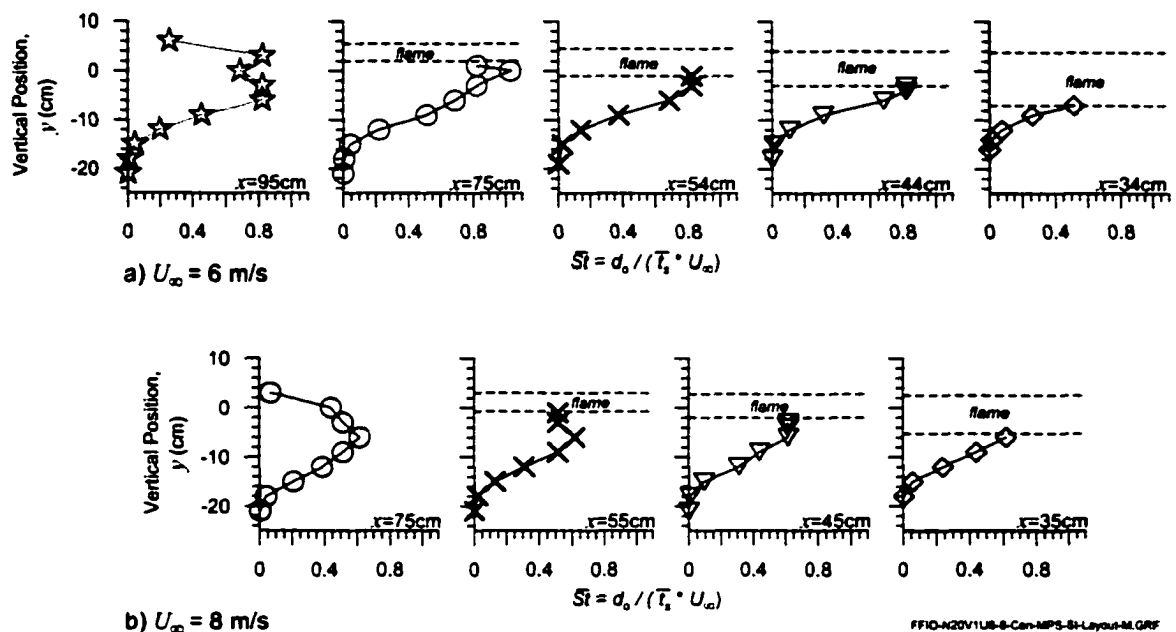 Vertical Position,
y (cm)
10
0
-10
-20
flame
flame
flame
flame
x=95cm
x=75cm
x=54cm
x=44cm
x=34cm
0 0.4 0.8
0 0.4 0.8
0 0.4 0.8
0 0.4 0.8
0 0.4 0.8
S̄t = dₒ / (t̄ₛ * U∞)
a) U∞ = 6 m/s
Vertical Position,
y (cm)
10
0
-10
-20
flame
flame
flame
x=75cm
x=55cm
x=45cm
x=35cm
0 0.4 0.8
0 0.4 0.8
0 0.4 0.8
0 0.4 0.8
S̄t = dₒ / (t̄ₛ * U∞)
b) U∞ = 8 m/s